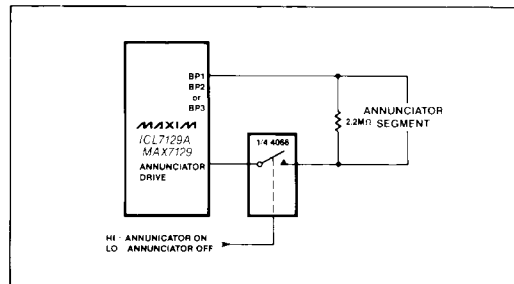 BP1
BP2
or
BP3
MAXIM
ICL7129A
MAX7129
ANNUNCIATOR
DRIVE
1/4 4066
2.2MΩ
ANNUNCIATOR
SEGMENT
HI - ANNUNICATOR ON
LO ANNUNCIATOR OFF